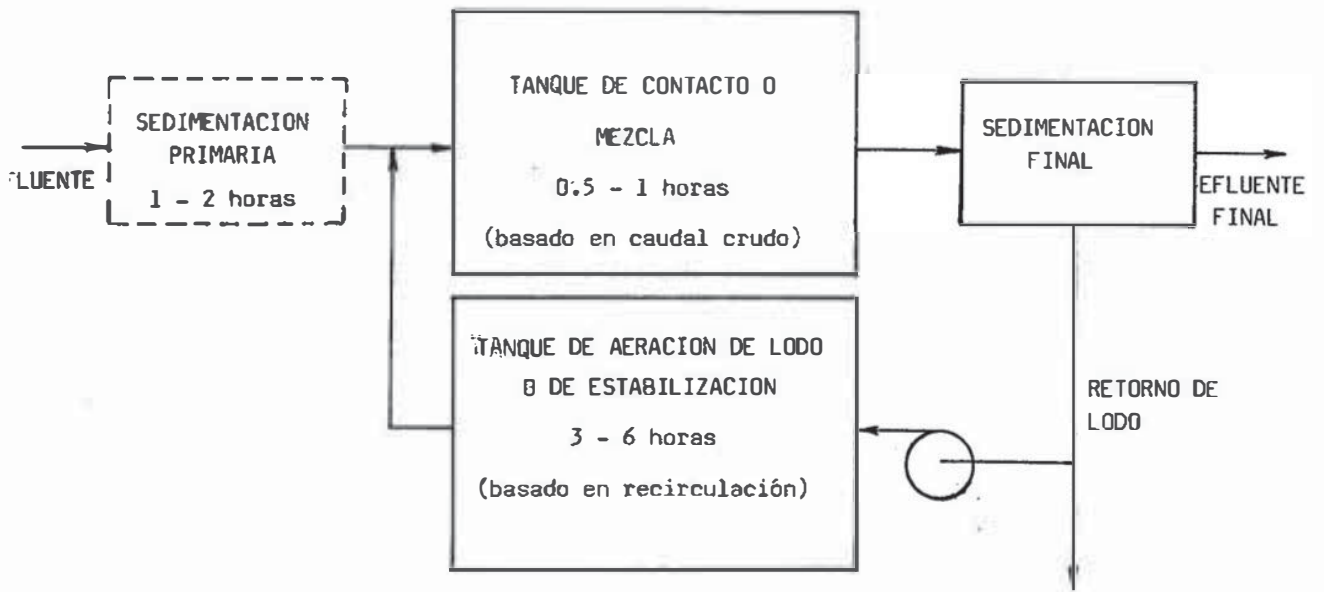 SEDIMENTACION
PRIMARIA
1 - 2 horas
FLUENTE
TANQUE DE CONTACTO O
MEZCLA
0.5 - 1 horas
(basado en caudal crudo)
SEDIMENTACION
FINAL
EFLUENTE
FINAL
TANQUE DE AERACION DE LODO
O DE ESTABILIZACION
3 - 6 horas
(basado en recirculación)
RETORNO DE
LODO